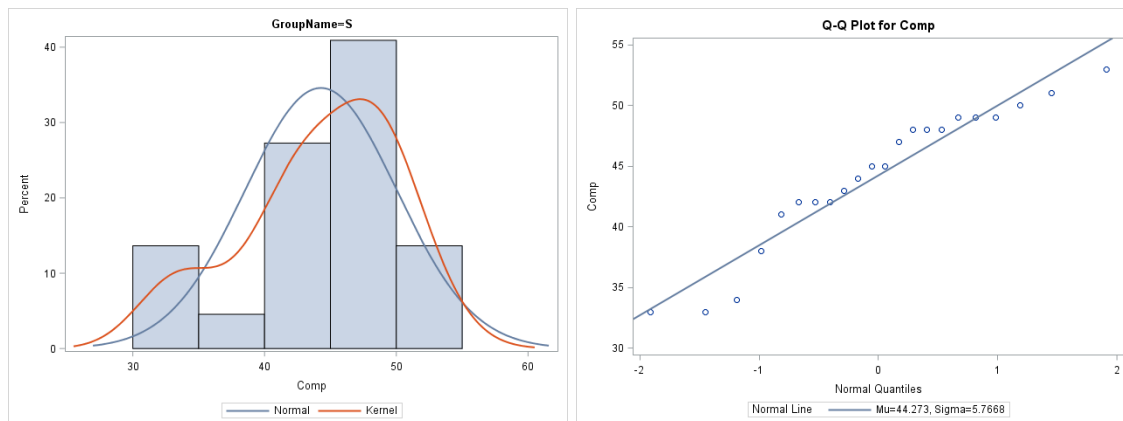 GroupName=S
40
30
20
10
0
Percent
30 40 50 60
Comp
Normal Kernel
Q-Q Plot for Comp
55
50
45
40
35
30
Comp
-2 -1 0 1 2
Normal Quantiles
Normal Line Mu=44.273, Sigma=5.7668